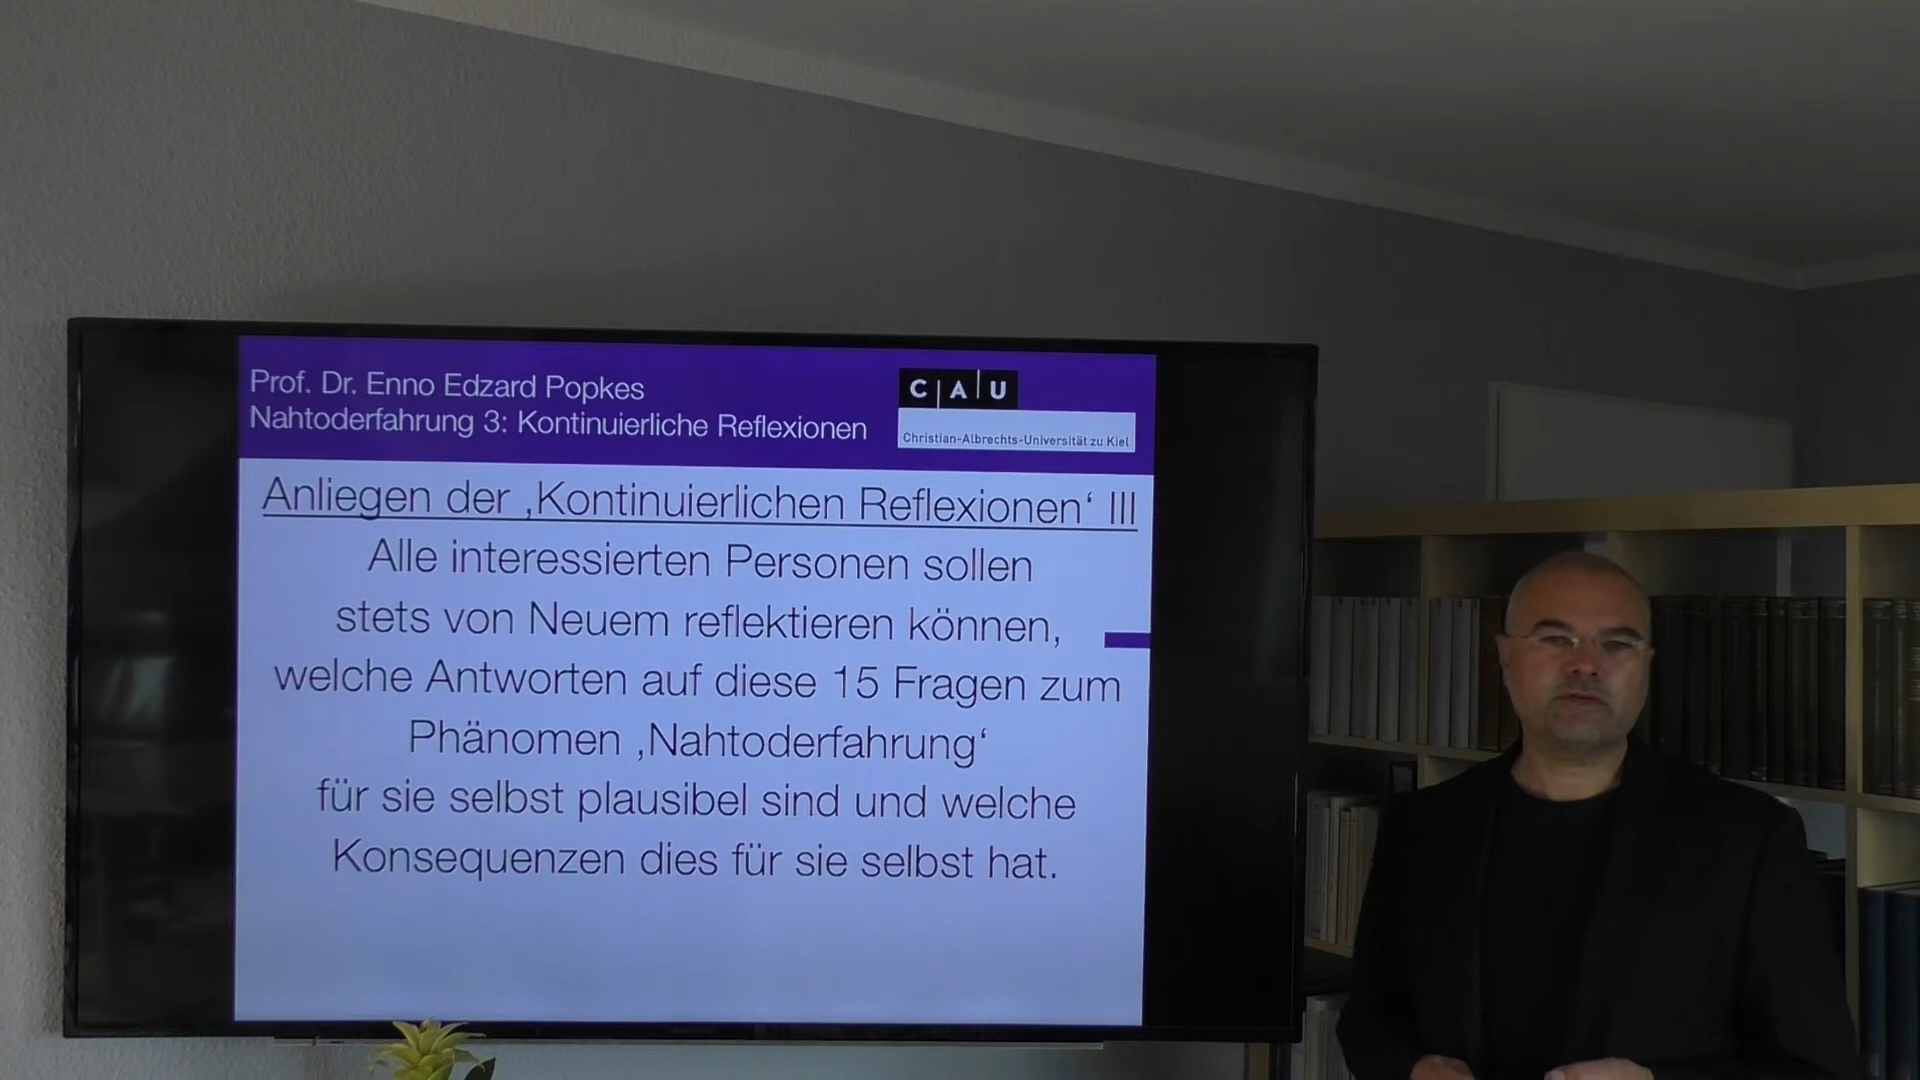 Prof. Dr. Enno Edzard Popkes
Nahtoderfahrung 3: Kontinuierliche Reflexionen
C|A|U
Christian-Albrechts-Universität zu Kiel
Anliegen der ‚Kontinuierlichen Reflexionen‘ III
Alle interessierten Personen sollen
stets von Neuem reflektieren können,
welche Antworten auf diese 15 Fragen zum
Phänomen ‚Nahtoderfahrung‘
für sie selbst plausibel sind und welche
Konsequenzen dies für sie selbst hat.